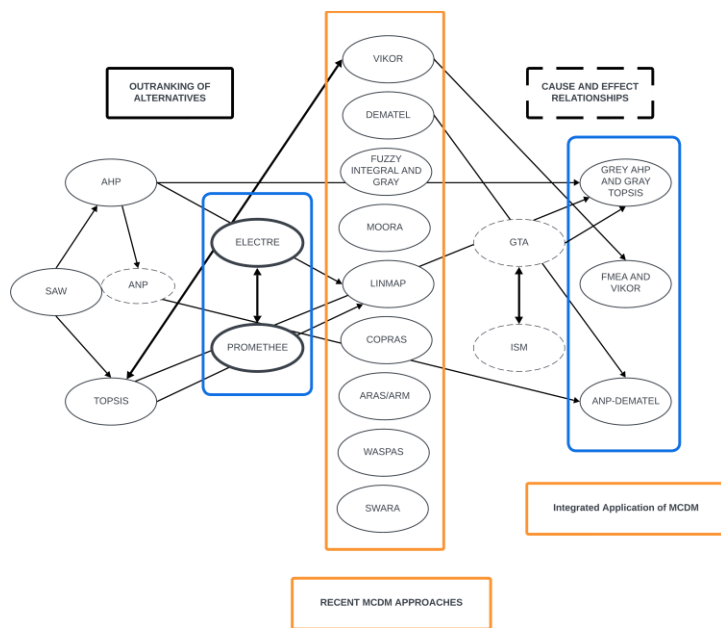 VIKOR
OUTRANKING OF
ALTERNATIVES
CAUSE AND EFFECT
RELATIONSHIPS
DEMATEL
FUZZY
INTEGRAL AND
GRAY
AHP
GREY AHP
AND GRAY
TOPSIS
MOORA
ELECTRE
GTA
SAW
ANP
LINMAP
FMEA AND
VIKOR
PROMETHEE
COPRAS
ISM
TOPSIS
ARAS/ARM
ANP-DEMATEL
WASPAS
SWARA
Integrated Application of MCDM
RECENT MCDM APPROACHES